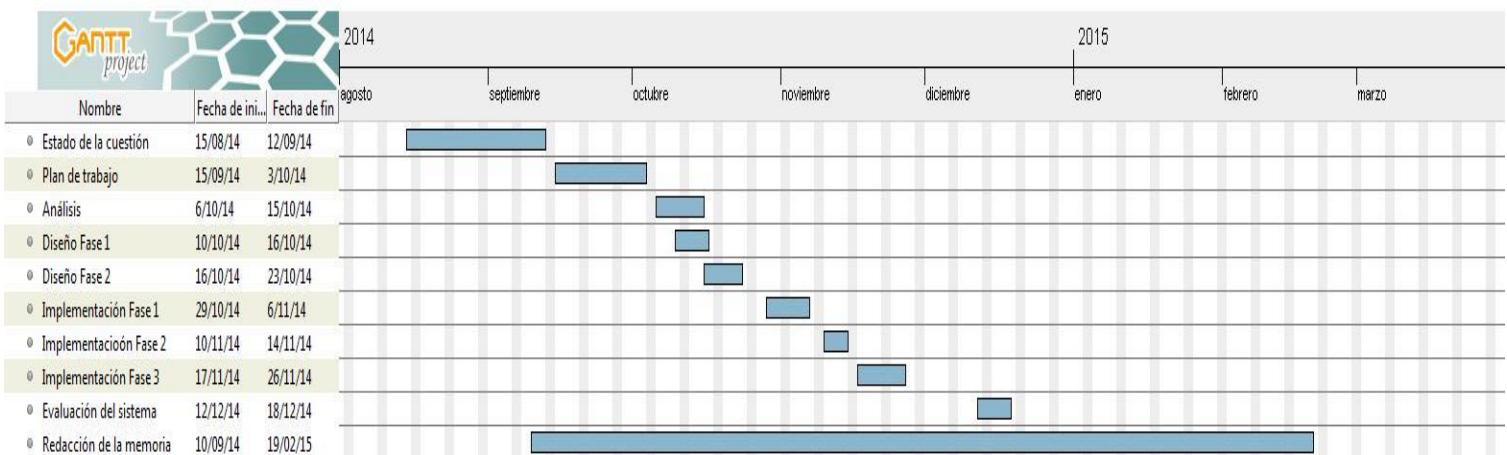 GANTT
project
2014 2015
agosto septiembre octubre noviembre diciembre enero febrero marzo
Nombre Fecha de ini... Fecha de fin
Estado de la cuestión 15/08/14 12/09/14
Plan de trabajo 15/09/14 3/10/14
Análisis 6/10/14 15/10/14
Diseño Fase 1 10/10/14 16/10/14
Diseño Fase 2 16/10/14 23/10/14
Implementación Fase 1 29/10/14 6/11/14
Implementacioón Fase 2 10/11/14 14/11/14
Implementación Fase 3 17/11/14 26/11/14
Evaluación del sistema 12/12/14 18/12/14
Redacción de la memoria 10/09/14 19/02/15